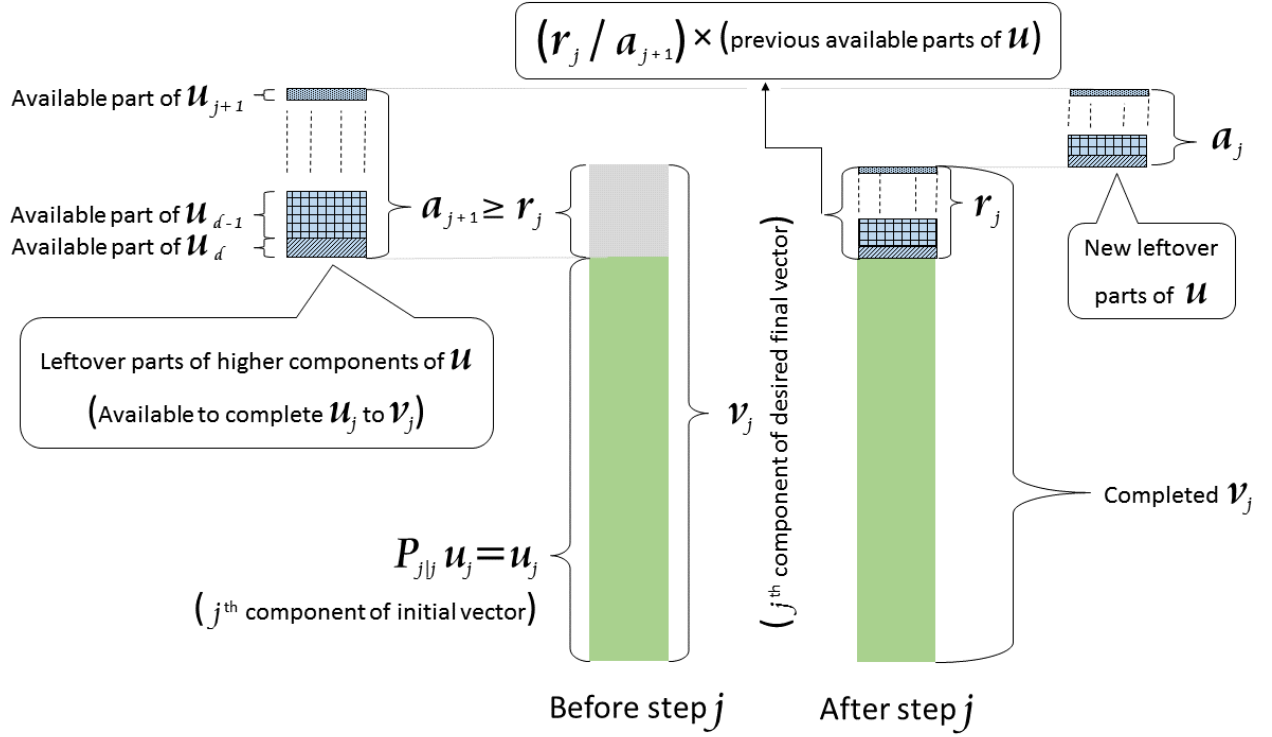 (r_j / a_{j+1}) × (previous available parts of u)
Available part of u_{j+1}
a_j
Available part of u_{d-1}
a_{j+1} ≥ r_j
r_j
Available part of u_d
New leftover
parts of u
Leftover parts of higher components of u
(Available to complete u_j to v_j)
v_j
(j^th component of desired final vector)
Completed v_j
P_{j|j} u_j = u_j
(j^th component of initial vector)
Before step j
After step j